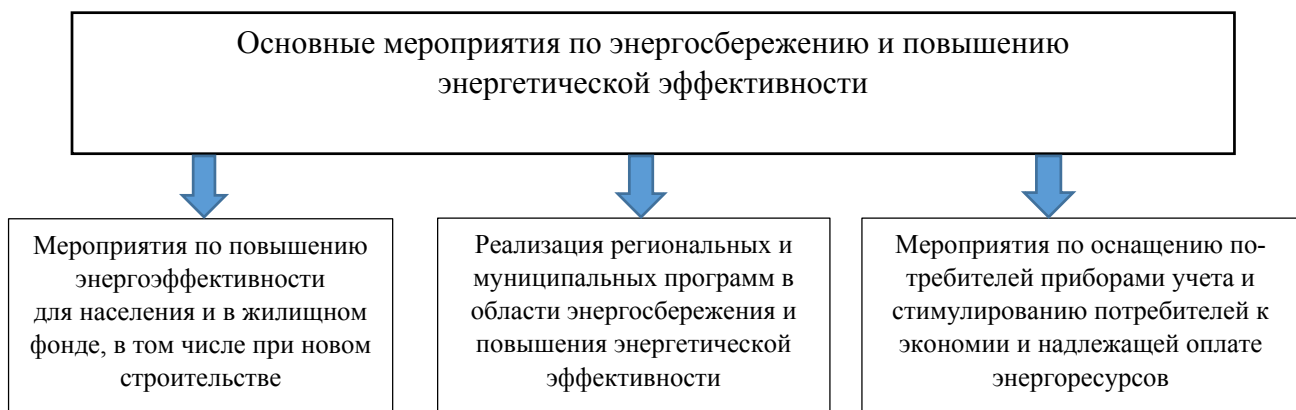 Основные мероприятия по энергосбережению и повышению
энергетической эффективности
Мероприятия по повышению
энергоэффективности
для населения и в жилищном
фонде, в том числе при новом
строительстве
Реализация региональных и
муниципальных программ в
области энергосбережения и
повышения энергетической
эффективности
Мероприятия по оснащению по-
требителей приборами учета и
стимулированию потребителей к
экономии и надлежащей оплате
энергоресурсов